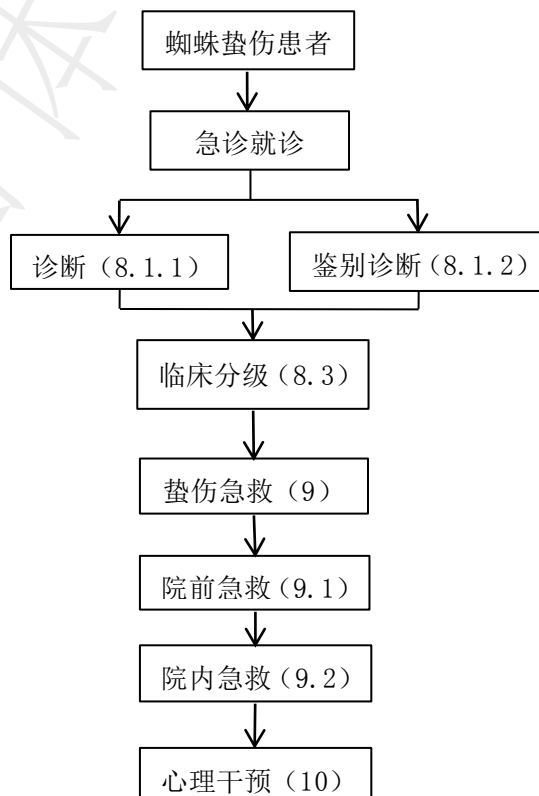 蜘蛛蛰伤患者
急诊就诊
诊断（8.1.1）
鉴别诊断（8.1.2）
临床分级（8.3）
蛰伤急救（9）
院前急救（9.1）
院内急救（9.2）
心理干预（10）